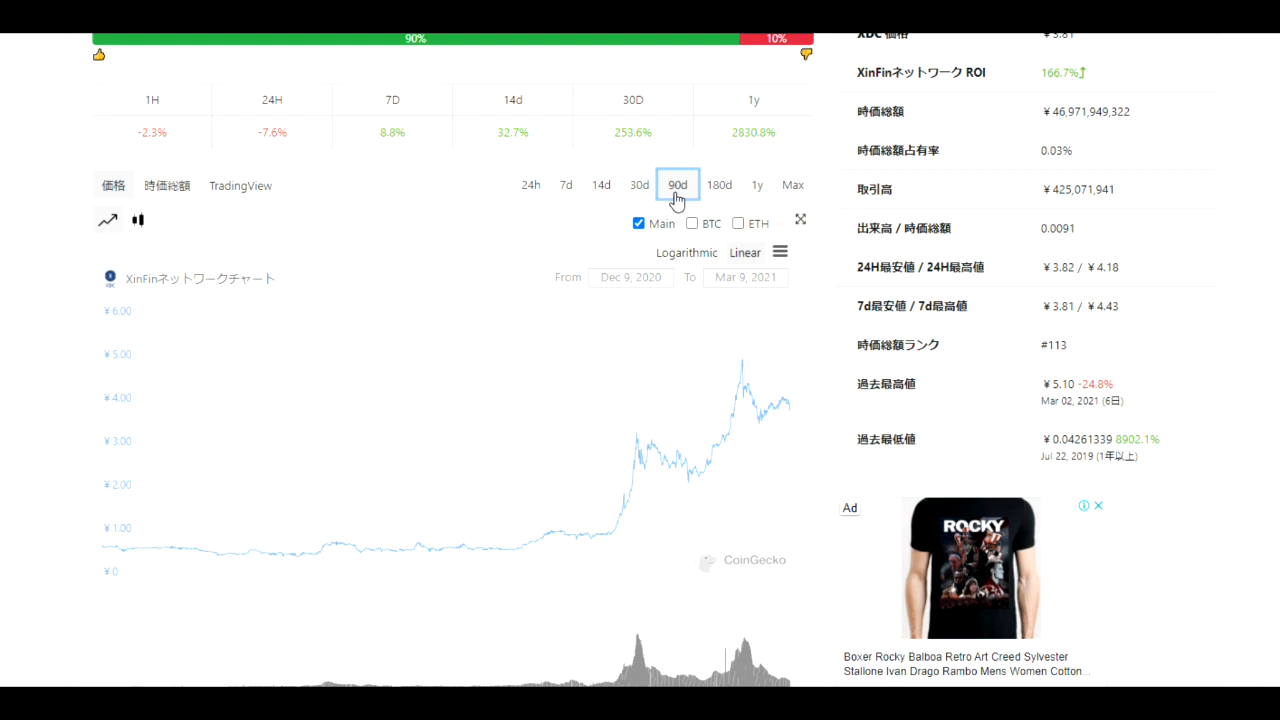 90% 10%
XDC 価格 ¥3.81
1H 24H 7D 14d 30D 1y
-2.3% -7.6% 8.8% 32.7% 253.6% 2830.8%
価格 時価総額 TradingView 24h 7d 14d 30d 90d 180d 1y Max
Main BTC ETH
Logarithmic Linear
XinFinネットワークチャート From Dec 9, 2020 To Mar 9, 2021
¥6.00
¥5.00
¥4.00
¥3.00
¥2.00
¥1.00
¥0
CoinGecko
XinFinネットワーク ROI 166.7%
時価総額 ¥46,971,949,322
時価総額占有率 0.03%
取引高 ¥425,071,941
出来高 / 時価総額 0.0091
24H最安値 / 24H最高値 ¥3.82 / ¥4.18
7d最安値 / 7d最高値 ¥3.81 / ¥4.43
時価総額ランク #113
過去最高値 ¥5.10 -24.8%
Mar 02, 2021 (6日)
過去最低値 ¥0.04261339 8902.1%
Jul 22, 2019 (1年以上)
Ad
ROCKY
Boxer Rocky Balboa Retro Art Creed Sylvester
Stallone Ivan Drago Rambo Mens Women Cotton...